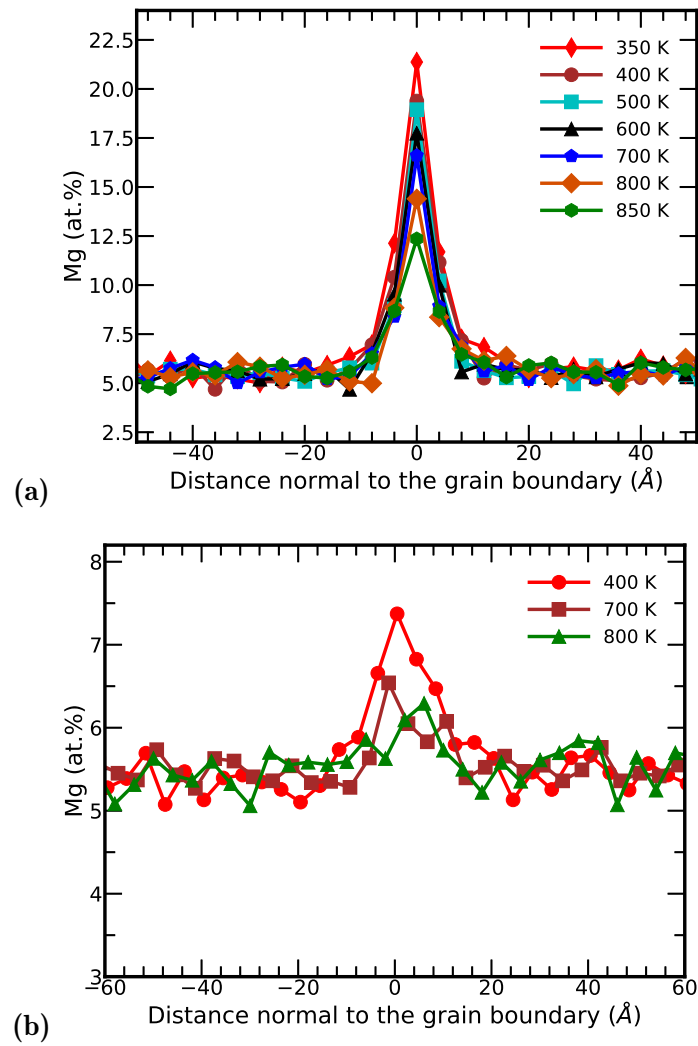 22.5
20.0
17.5
15.0
12.5
10.0
7.5
5.0
2.5
Mg (at.%)
350 K
400 K
500 K
600 K
700 K
800 K
850 K
−40 −20 0 20 40
Distance normal to the grain boundary (Å)
(a)
8
7
6
5
4
3
Mg (at.%)
400 K
700 K
800 K
−60 −40 −20 0 20 40 60
Distance normal to the grain boundary (Å)
(b)